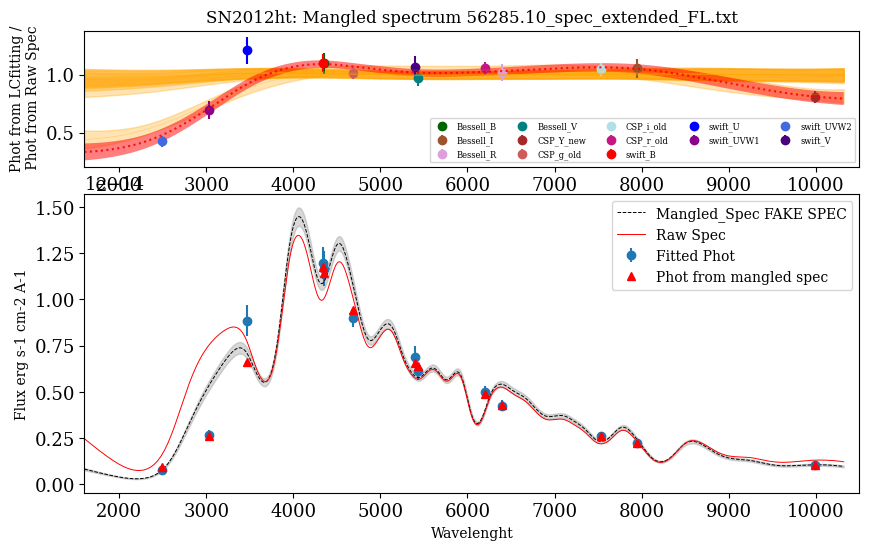 SN2012ht: Mangled spectrum 56285.10_spec_extended_FL.txt
Phot from LCfitting /
Phot from Raw Spec
1.0
0.5
Bessell_B
Bessell_I
Bessell_R
Bessell_V
CSP_Y_new
CSP_g_old
CSP_i_old
CSP_r_old
swift_B
swift_U
swift_UVW1
swift_UVW2
swift_V
2000 3000 4000 5000 6000 7000 8000 9000 10000
1e−14
Flux erg s-1 cm-2 A-1
1.50
1.25
1.00
0.75
0.50
0.25
0.00
Mangled_Spec FAKE SPEC
Raw Spec
Fitted Phot
Phot from mangled spec
2000 3000 4000 5000 6000 7000 8000 9000 10000
Wavelenght